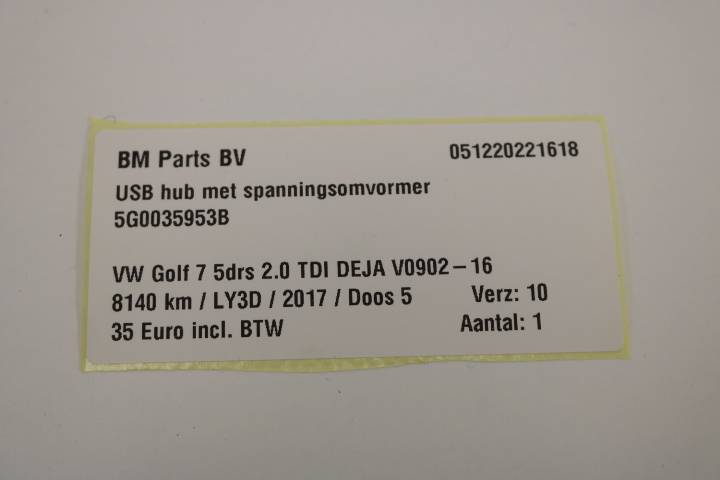 BM Parts BV 051220221618
USB hub met spanningsomvormer
5G0035953B
VW Golf 7 5drs 2.0 TDI DEJA V0902-16
8140 km / LY3D / 2017 / Doos 5 Verz: 10
35 Euro incl. BTW Aantal: 1